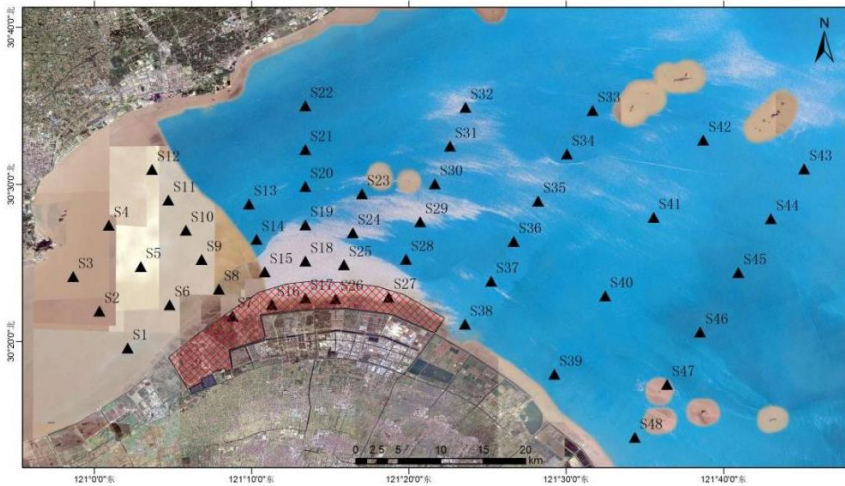 30°40'0"北
30°30'0"北
30°20'0"北
N
S22
S32
S33
S42
S21
S31
S34
S43
S12
S20
S23
S30
S35
S11
S13
S41
S44
S4
S10
S14
S19
S24
S29
S36
S3
S5
S9
S15
S18
S25
S28
S37
S45
S2
S6
S8
S16
S17
S26
S27
S40
S7
S38
S46
S1
S39
S47
S48
0 2.5 5 10 15 20
km
121°0'0"东 121°10'0"东 121°20'0"东 121°30'0"东 121°40'0"东